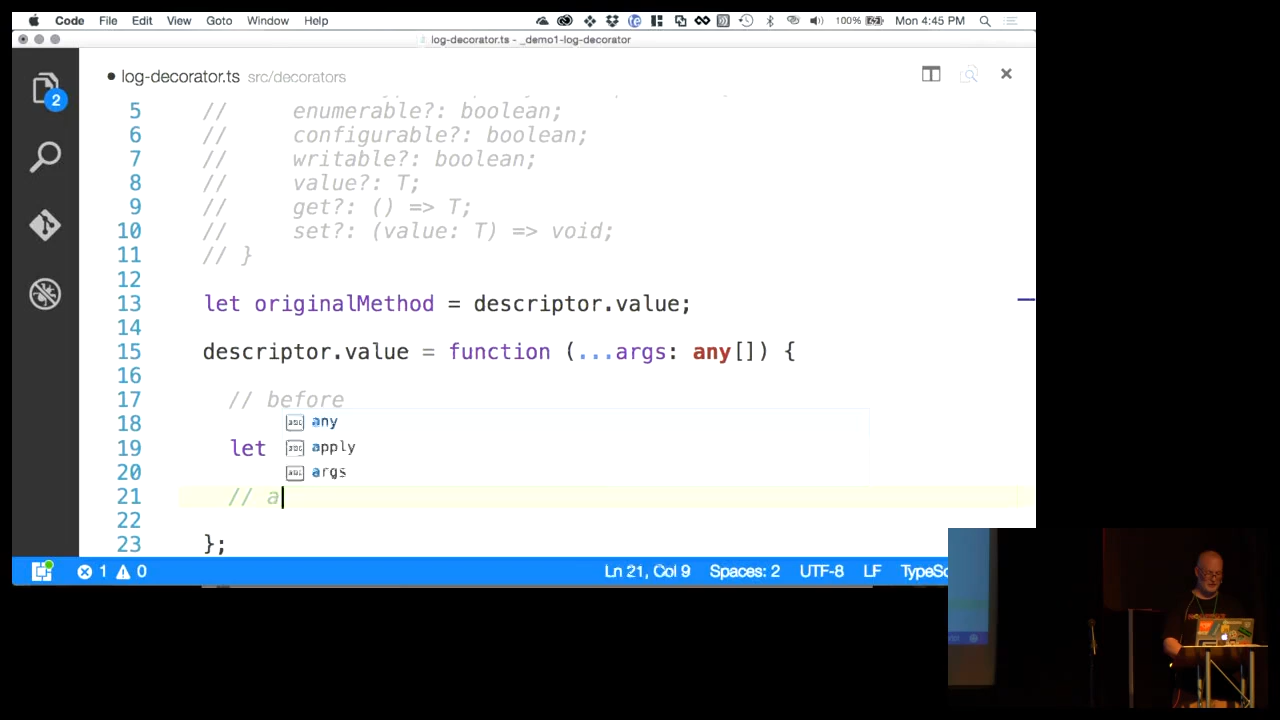 Code File Edit View Goto Window Help 100% Mon 4:45 PM
log-decorator.ts - _demo1-log-decorator
log-decorator.ts src/decorators
2
5 // enumerable?: boolean;
6 // configurable?: boolean;
7 // writable?: boolean;
8 // value?: T;
9 // get?: () => T;
10 // set?: (value: T) => void;
11 // }
12
13 let originalMethod = descriptor.value;
14
15 descriptor.value = function (...args: any[]) {
16
17 // before
18
any
19 let
apply
20
args
21 // a
22
23 };
1 0 Ln 21, Col 9 Spaces: 2 UTF-8 LF TypeSc